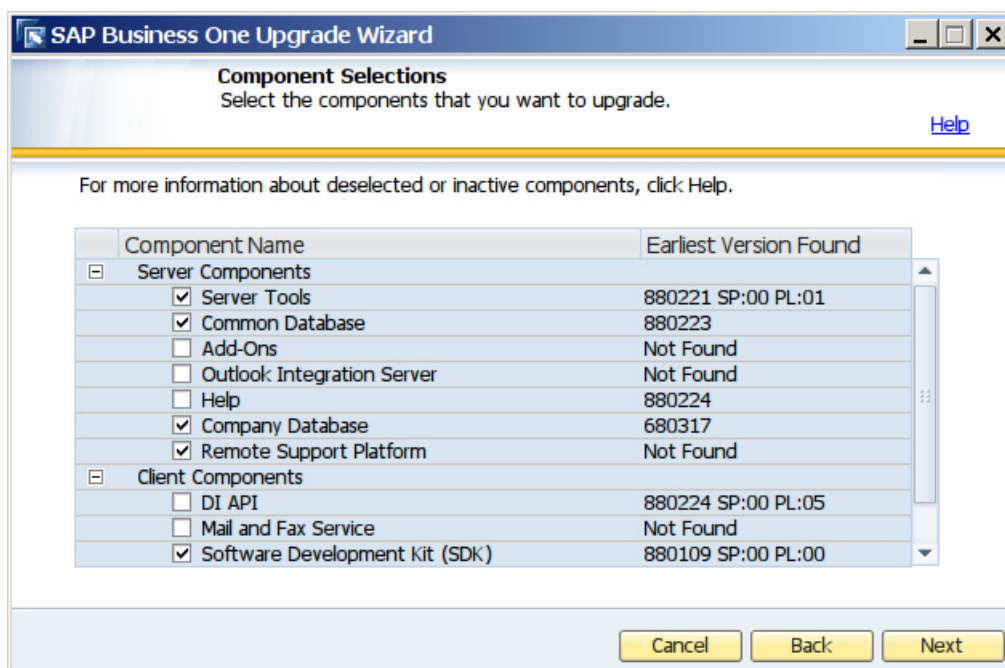 SAP Business One Upgrade Wizard
Component Selections
Select the components that you want to upgrade.
Help
For more information about deselected or inactive components, click Help.
Component Name Earliest Version Found
Server Components
Server Tools 880221 SP:00 PL:01
Common Database 880223
Add-Ons Not Found
Outlook Integration Server Not Found
Help 880224
Company Database 680317
Remote Support Platform Not Found
Client Components
DI API 880224 SP:00 PL:05
Mail and Fax Service Not Found
Software Development Kit (SDK) 880109 SP:00 PL:00
Cancel Back Next